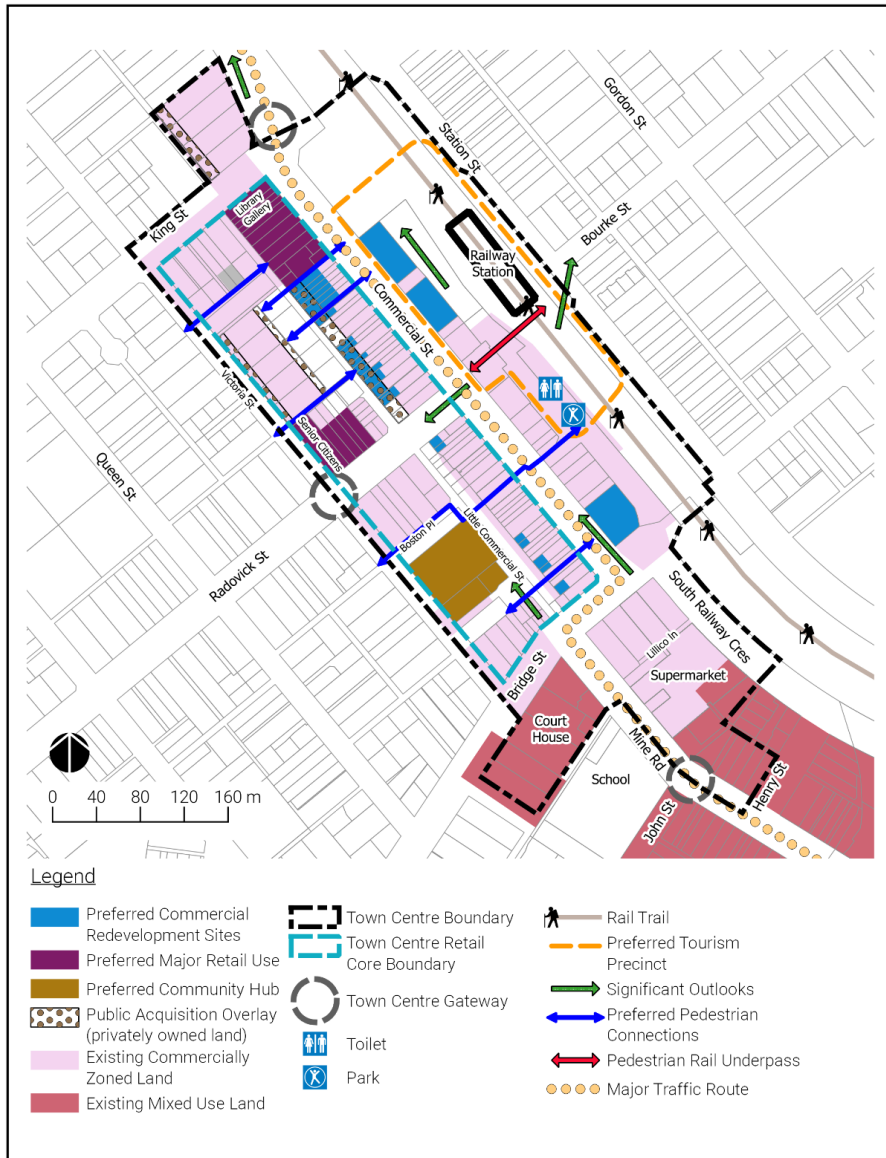 Gordon St
Station St
Bourke St
King St
Library
Gallery
Railway
Station
Commercial St
Victoria St
Senior Citizens
Queen St
Boston Pl
Little Commercial St
Radovick St
South Railway Cres
Lillico ln
Supermarket
Bridge St
Court
House
Mine Rd
School
John St
Henry St
0 40 80 120 160 m
Legend
Preferred Commercial
Redevelopment Sites
Preferred Major Retail Use
Preferred Community Hub
Public Acquisition Overlay
(privately owned land)
Existing Commercially
Zoned Land
Existing Mixed Use Land
Town Centre Boundary
Town Centre Retail
Core Boundary
Town Centre Gateway
Toilet
Park
Rail Trail
Preferred Tourism
Precinct
Significant Outlooks
Preferred Pedestrian
Connections
Pedestrian Rail Underpass
Major Traffic Route